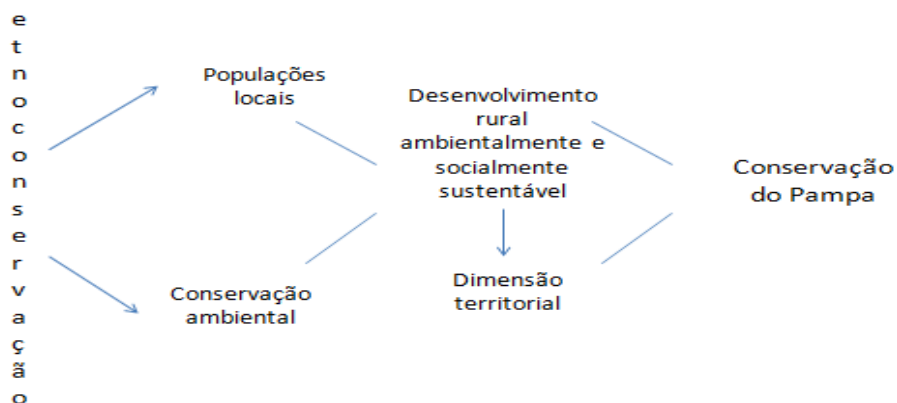 etnoconservação
Populações
locais
Desenvolvimento
rural
ambientalmente e
socialmente
sustentável
Conservação
do Pampa
Conservação
ambiental
Dimensão
territorial